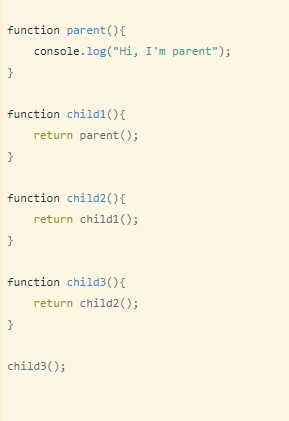 function parent(){
    console.log("Hi, I'm parent");
}

function child1(){
    return parent();
}

function child2(){
    return child1();
}

function child3(){
    return child2();
}

child3();